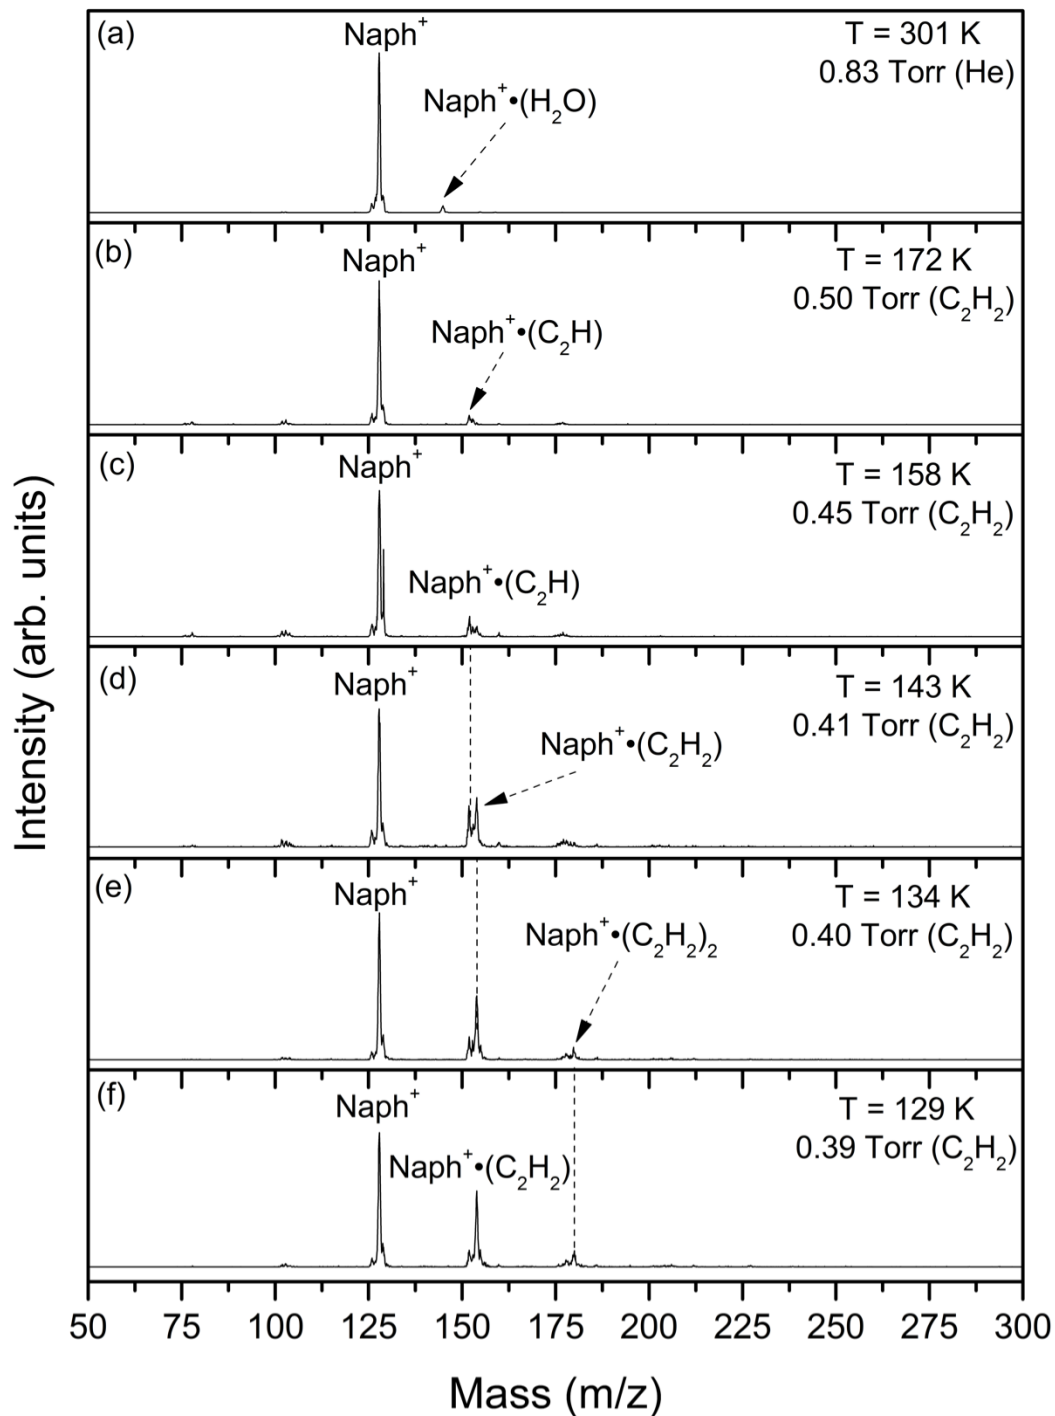 (a)
Naph⁺
T = 301 K
0.83 Torr (He)
Naph⁺•(H₂O)
(b)
Naph⁺
T = 172 K
0.50 Torr (C₂H₂)
Naph⁺•(C₂H)
(c)
Naph⁺
T = 158 K
0.45 Torr (C₂H₂)
Naph⁺•(C₂H)
(d)
Naph⁺
T = 143 K
0.41 Torr (C₂H₂)
Naph⁺•(C₂H₂)
(e)
Naph⁺
T = 134 K
0.40 Torr (C₂H₂)
Naph⁺•(C₂H₂)₂
(f)
Naph⁺
T = 129 K
0.39 Torr (C₂H₂)
Naph⁺•(C₂H₂)
Intensity (arb. units)
50 75 100 125 150 175 200 225 250 275 300
Mass (m/z)